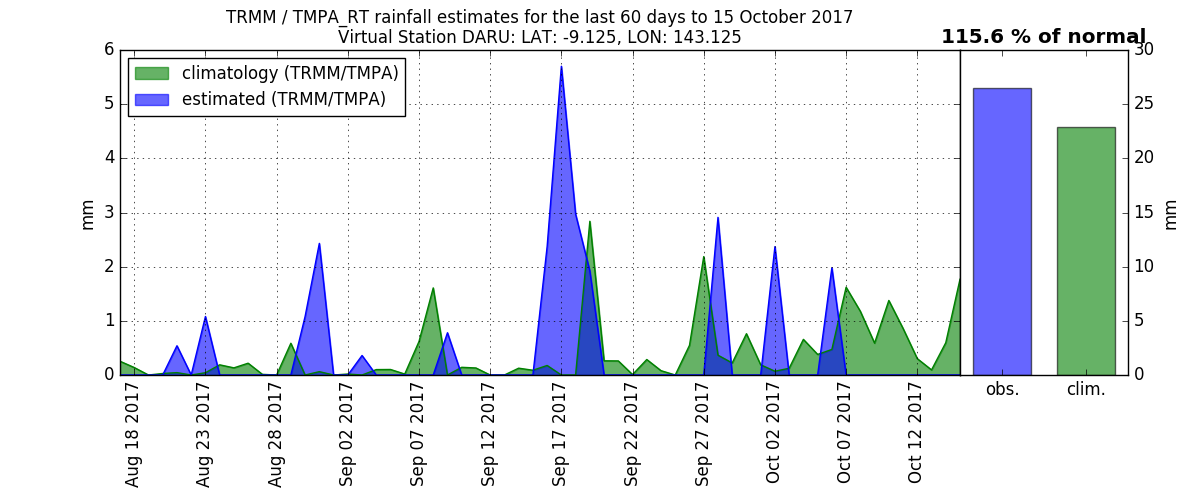 TRMM / TMPA_RT rainfall estimates for the last 60 days to 15 October 2017
Virtual Station DARU: LAT: -9.125, LON: 143.125
115.6 % of normal
climatology (TRMM/TMPA)
estimated (TRMM/TMPA)
6
5
4
3
2
1
0
mm
30
25
20
15
10
5
0
mm
Aug 18 2017
Aug 23 2017
Aug 28 2017
Sep 02 2017
Sep 07 2017
Sep 12 2017
Sep 17 2017
Sep 22 2017
Sep 27 2017
Oct 02 2017
Oct 07 2017
Oct 12 2017
obs.
clim.